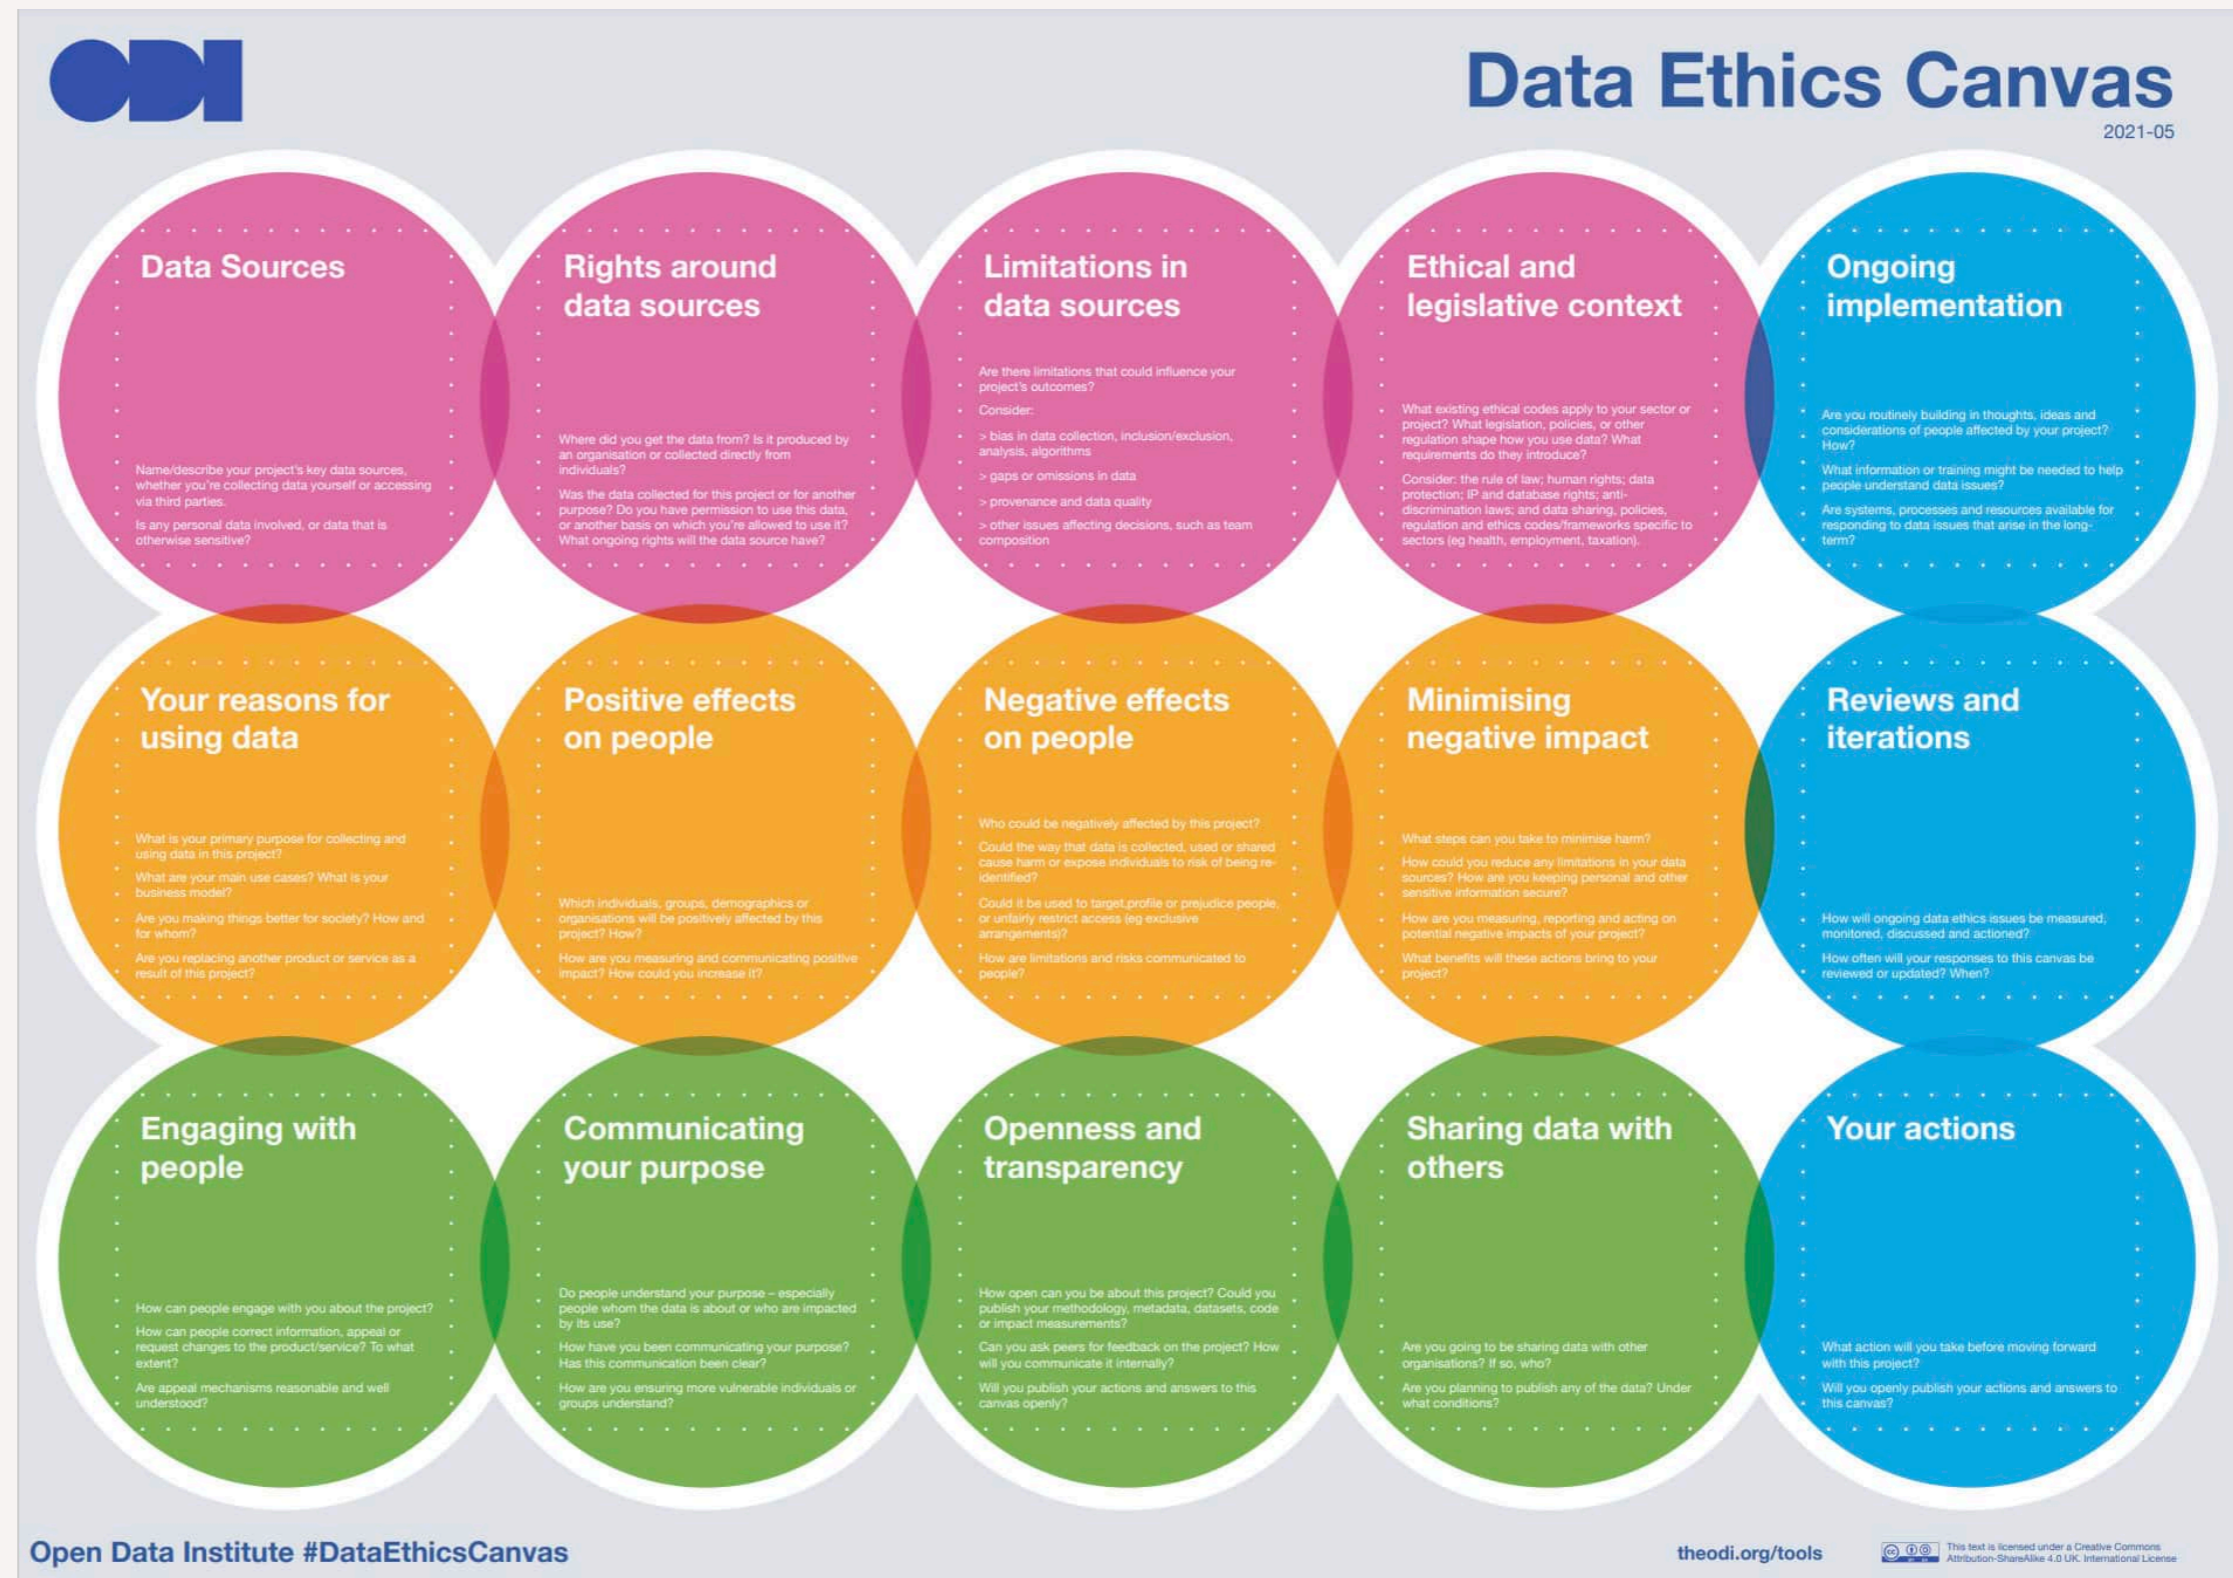 ODI
Data Ethics Canvas
2021-05
Data Sources
Name/describe your project's key data sources,
whether you're collecting data yourself or accessing
via third parties.
Is any personal data involved, or data that is
otherwise sensitive?
Rights around
data sources
Where did you get the data from? Is it produced by
an organisation or collected directly from
individuals?
Was the data collected for this project or for another
purpose? Do you have permission to use this data,
or another basis on which you're allowed to use it?
What ongoing rights will the data source have?
Limitations in
data sources
Are there limitations that could influence your
project's outcomes?
Consider:
> bias in data collection, inclusion/exclusion,
analysis, algorithms
> gaps or omissions in data
> provenance and data quality
> other issues affecting decisions, such as team
composition
Ethical and
legislative context
What existing ethical codes apply to your sector or
project? What legislation, policies, or other
regulation shape how you use data? What
requirements do they introduce?
Consider: the rule of law; human rights; data
protection; IP and database rights; anti-
discrimination laws; and data sharing, policies,
regulation and ethics codes/frameworks specific to
sectors (eg health, employment, taxation).
Ongoing
implementation
Are you routinely building in thoughts, ideas and
considerations of people affected by your project?
How?
What information or training might be needed to help
people understand data issues?
Are systems, processes and resources available for
responding to data issues that arise in the long-
term?
Your reasons for
using data
What is your primary purpose for collecting and
using data in this project?
What are your main use cases? What is your
business model?
Are you making things better for society? How and
for whom?
Are you replacing another product or service as a
result of this project?
Positive effects
on people
Which individuals, groups, demographics or
organisations will be positively affected by this
project? How?
How are you measuring and communicating positive
impact? How could you increase it?
Negative effects
on people
Who could be negatively affected by this project?
Could the way that data is collected, used or shared
cause harm or expose individuals to risk of being re-
identified?
Could it be used to target,profile or prejudice people,
or unfairly restrict access (eg exclusive
arrangements)?
How are limitations and risks communicated to
people?
Minimising
negative impact
What steps can you take to minimise harm?
How could you reduce any limitations in your data
sources? How are you keeping personal and other
sensitive information secure?
How are you measuring, reporting and acting on
potential negative impacts of your project?
What benefits will these actions bring to your
project?
Reviews and
iterations
How will ongoing data ethics issues be measured,
monitored, discussed and actioned?
How often will your responses to this canvas be
reviewed or updated? When?
Engaging with
people
How can people engage with you about the project?
How can people correct information, appeal or
request changes to the product/service? To what
extent?
Are appeal mechanisms reasonable and well
understood?
Communicating
your purpose
Do people understand your purpose – especially
people whom the data is about or who are impacted
by its use?
How have you been communicating your purpose?
Has this communication been clear?
How are you ensuring more vulnerable individuals or
groups understand?
Openness and
transparency
How open can you be about this project? Could you
publish your methodology, metadata, datasets, code
or impact measurements?
Can you ask peers for feedback on the project? How
will you communicate it internally?
Will you publish your actions and answers to this
canvas openly?
Sharing data with
others
Are you going to be sharing data with other
organisations? If so, who?
Are you planning to publish any of the data? Under
what conditions?
Your actions
What action will you take before moving forward
with this project?
Will you openly publish your actions and answers to
this canvas?
Open Data Institute #DataEthicsCanvas
theodi.org/tools
This text is licensed under a Creative Commons
Attribution-ShareAlike 4.0 UK. International License